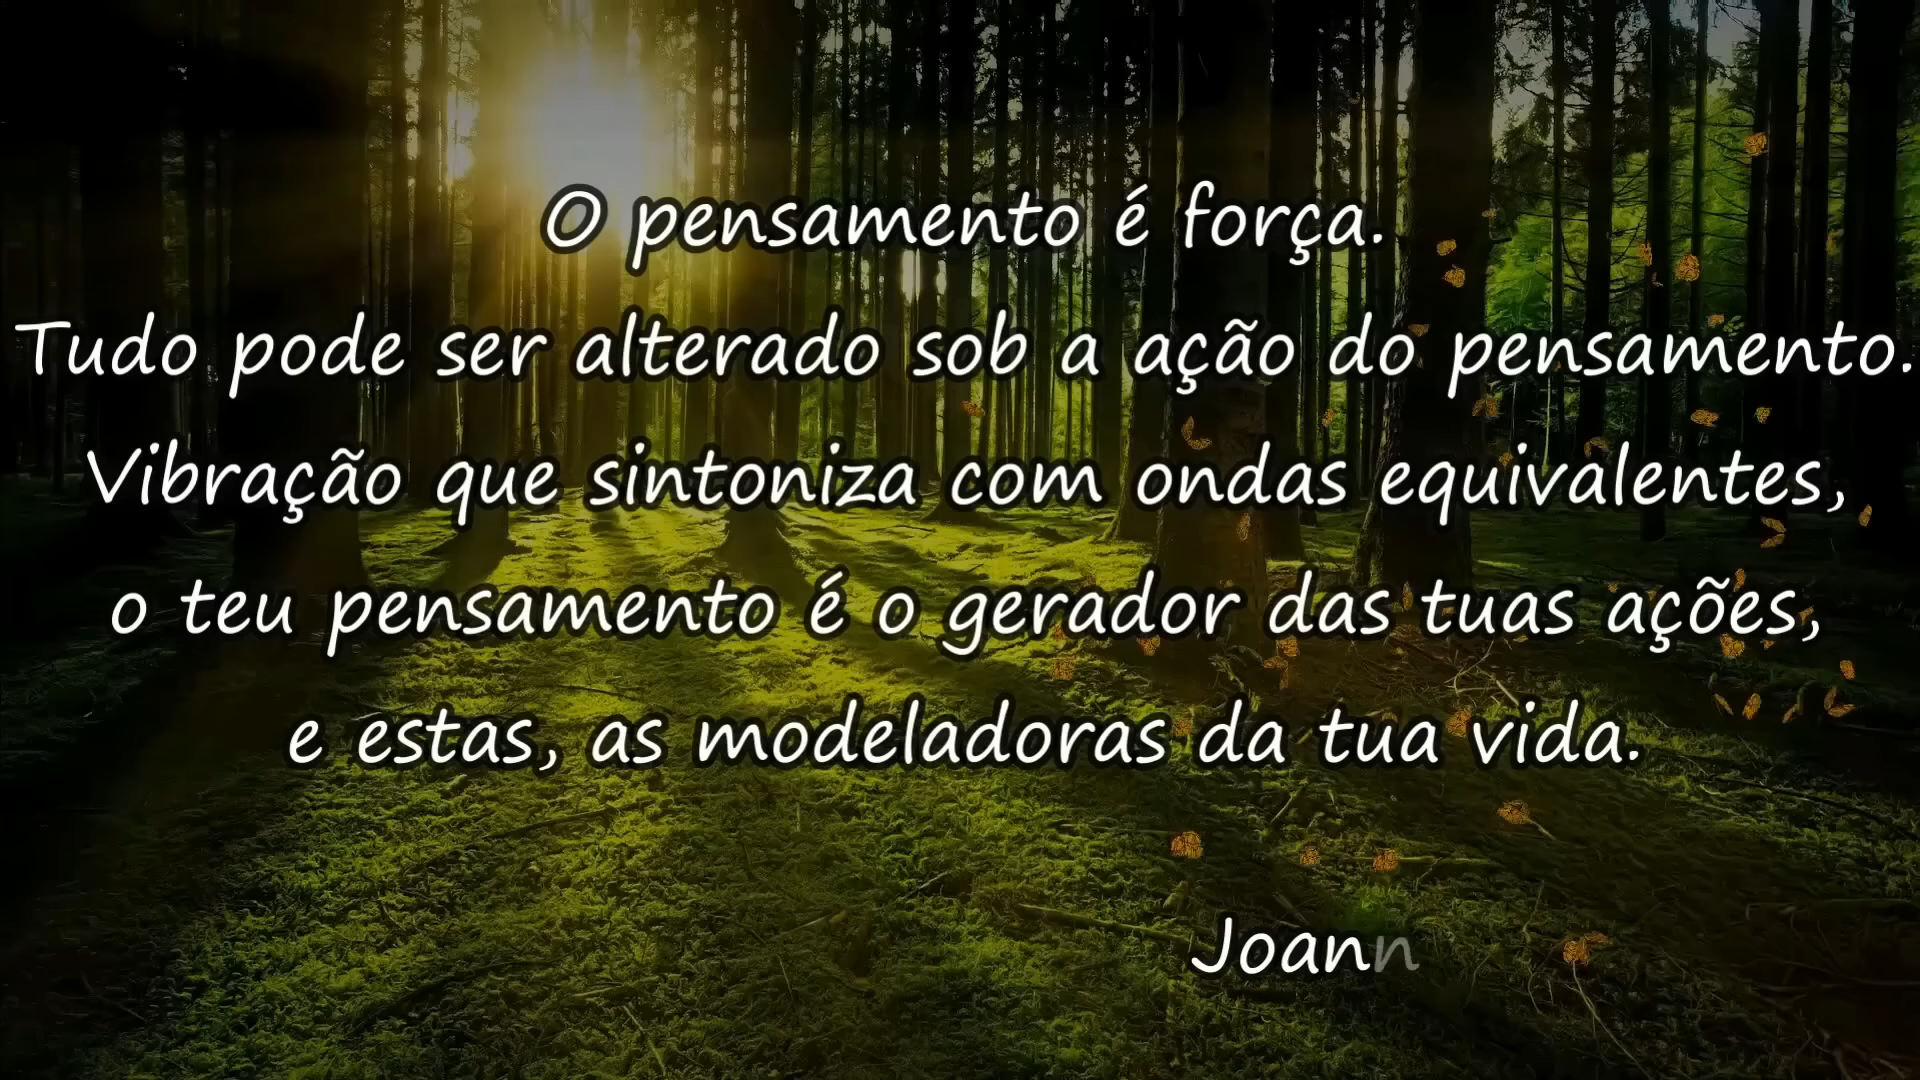 O pensamento é força.
Tudo pode ser alterado sob a ação do pensamento.
Vibração que sintoniza com ondas equivalentes,
o teu pensamento é o gerador das tuas ações,
e estas, as modeladoras da tua vida.
Joann